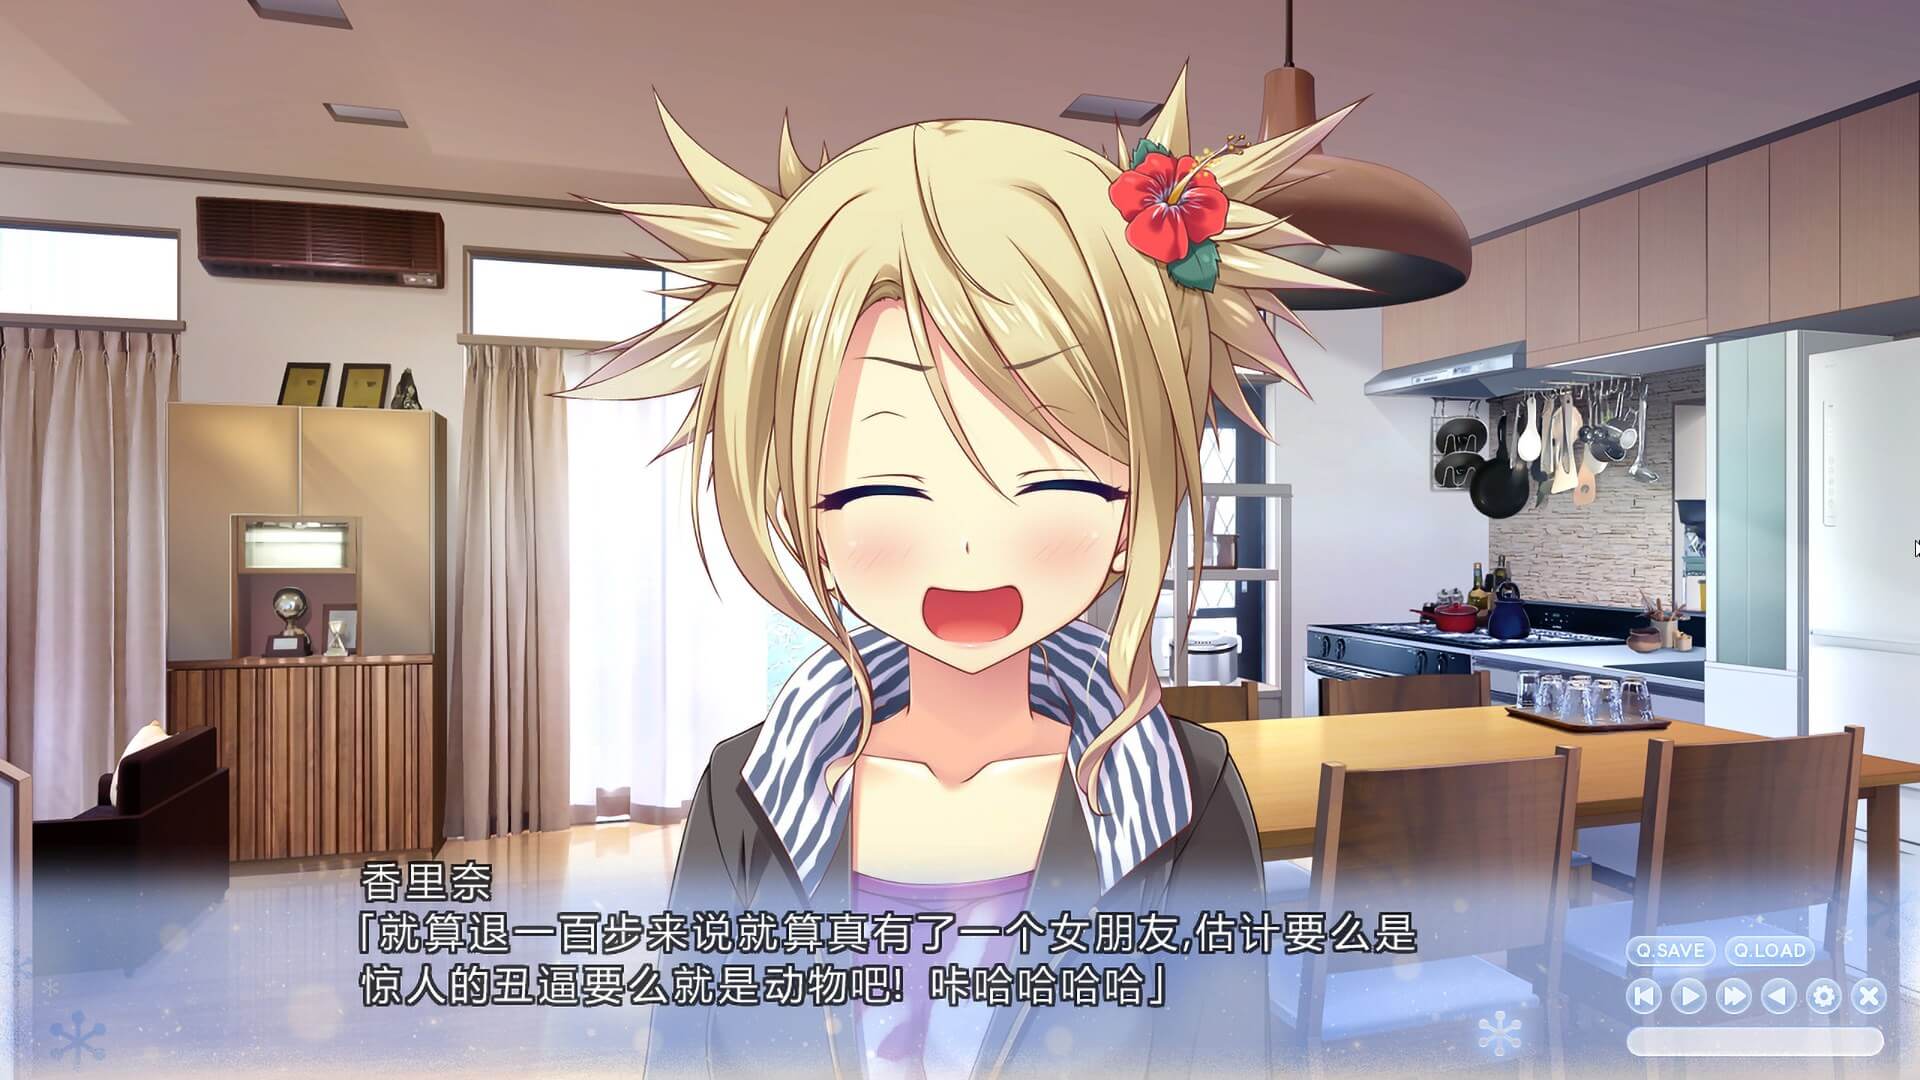 香里奈
「就算退一百步来说就算真有了一个女朋友,估计要么是
惊人的丑逼要么就是动物吧! 咔哈哈哈哈」
Q.SAVE
Q.LOAD